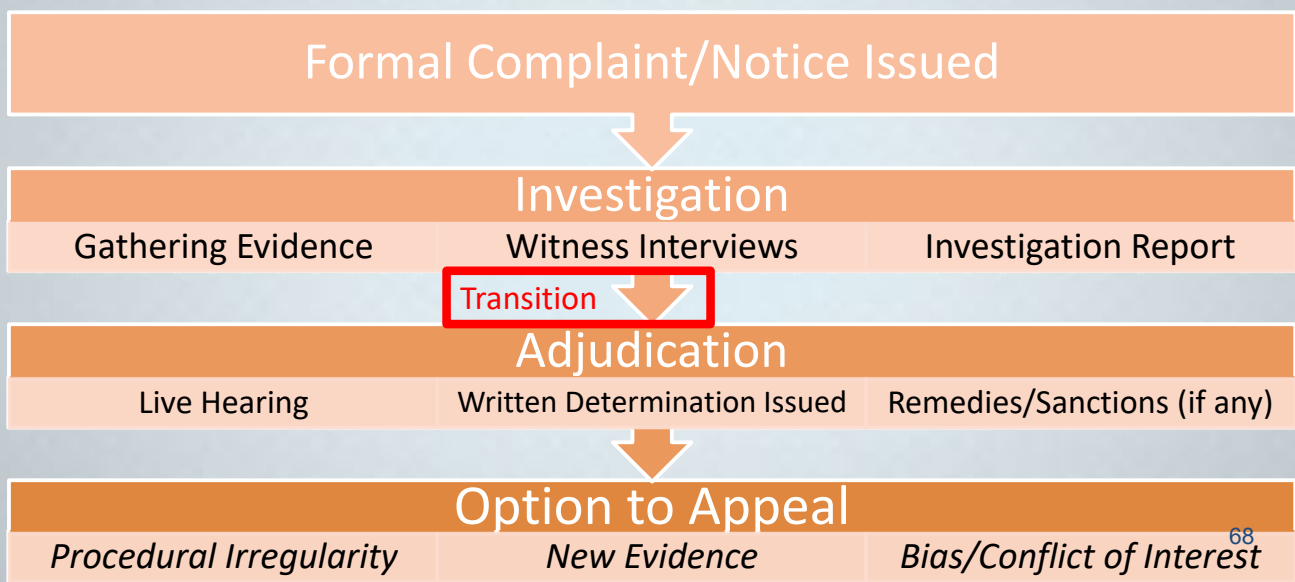 Formal Complaint/Notice Issued
Investigation
Gathering Evidence Witness Interviews Investigation Report
Transition
Adjudication
Live Hearing Written Determination Issued Remedies/Sanctions (if any)
Option to Appeal
Procedural Irregularity New Evidence Bias/Conflict of Interest
68